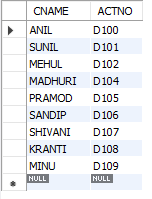 CNAME ACTNO
ANIL D100
SUNIL D101
MEHUL D102
MADHURI D104
PRAMOD D105
SANDIP D106
SHIVANI D107
KRANTI D108
MINU D109
NULL NULL